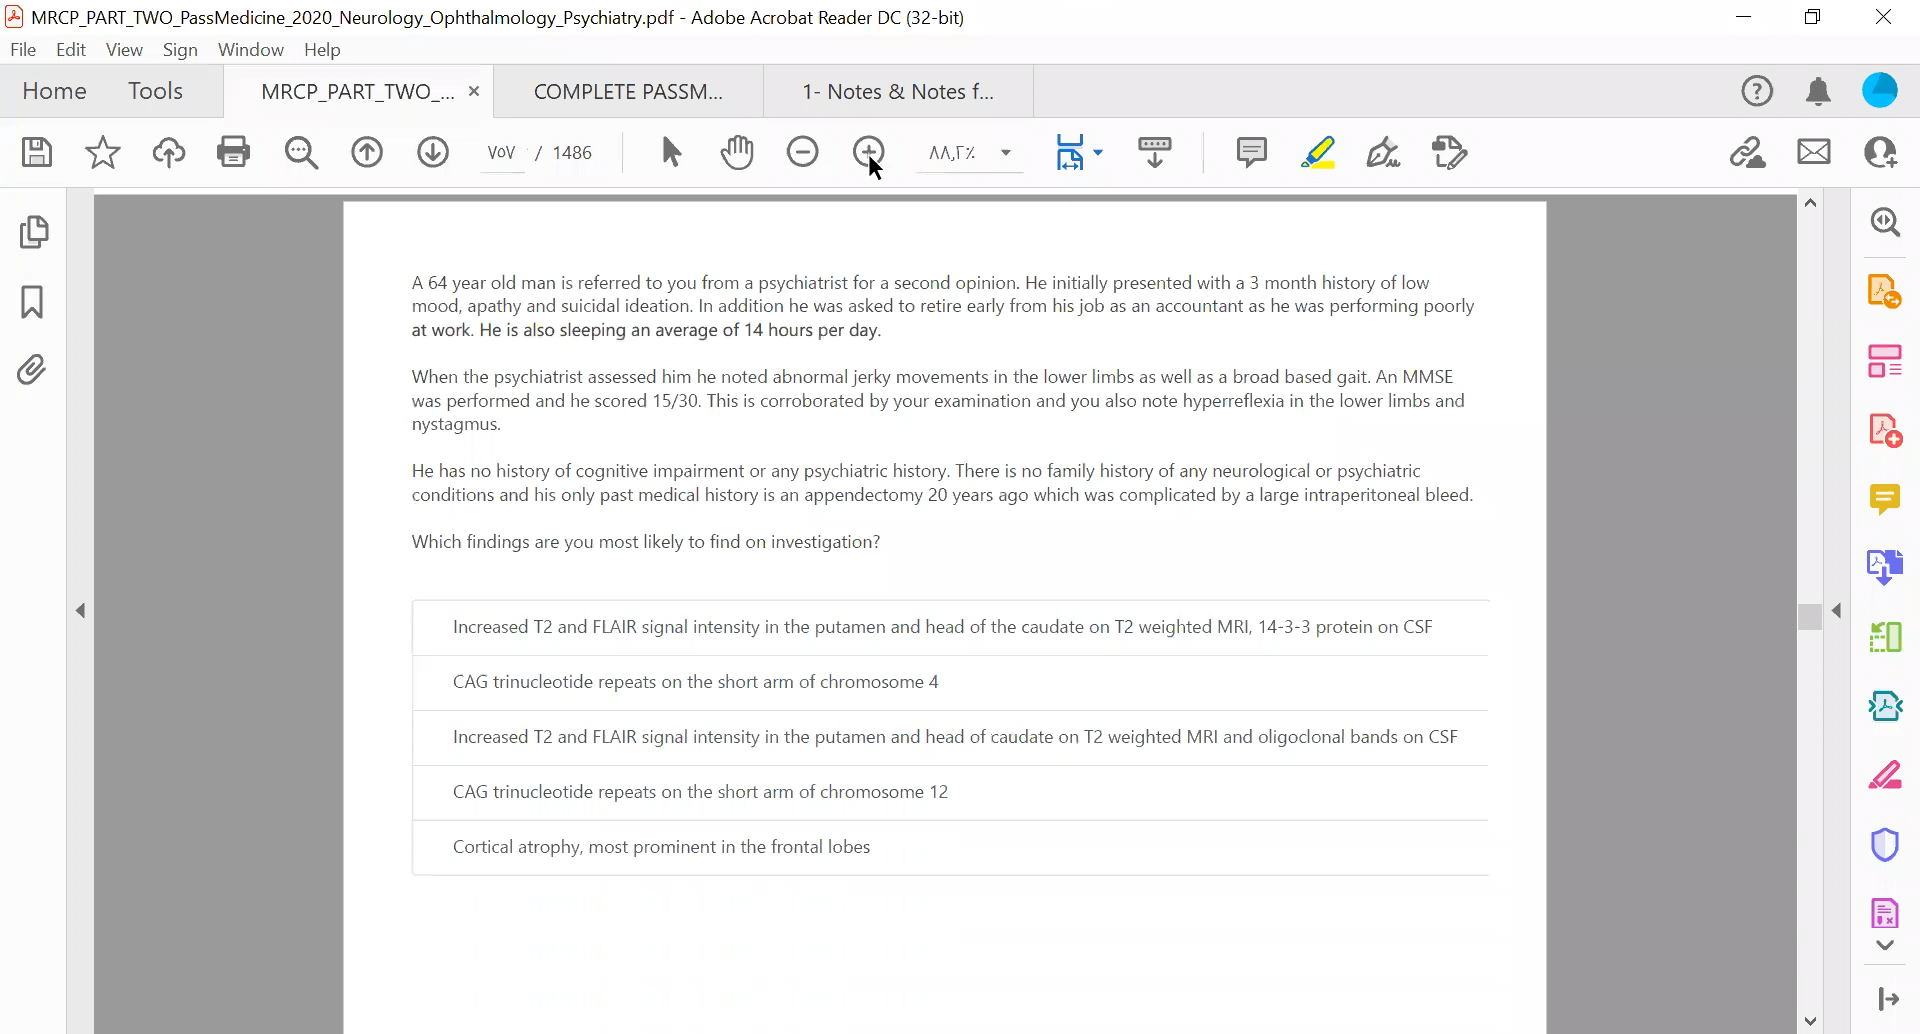 MRCP_PART_TWO_PassMedicine_2020_Neurology_Ophthalmology_Psychiatry.pdf - Adobe Acrobat Reader DC (32-bit)
File Edit View Sign Window Help
Home Tools MRCP_PART_TWO_... COMPLETE PASSM... 1- Notes & Notes f...
٧٥٧ / 1486 ٨٨,٢٪
A 64 year old man is referred to you from a psychiatrist for a second opinion. He initially presented with a 3 month history of low
mood, apathy and suicidal ideation. In addition he was asked to retire early from his job as an accountant as he was performing poorly
at work. He is also sleeping an average of 14 hours per day.
When the psychiatrist assessed him he noted abnormal jerky movements in the lower limbs as well as a broad based gait. An MMSE
was performed and he scored 15/30. This is corroborated by your examination and you also note hyperreflexia in the lower limbs and
nystagmus.
He has no history of cognitive impairment or any psychiatric history. There is no family history of any neurological or psychiatric
conditions and his only past medical history is an appendectomy 20 years ago which was complicated by a large intraperitoneal bleed.
Which findings are you most likely to find on investigation?
Increased T2 and FLAIR signal intensity in the putamen and head of the caudate on T2 weighted MRI, 14-3-3 protein on CSF
CAG trinucleotide repeats on the short arm of chromosome 4
Increased T2 and FLAIR signal intensity in the putamen and head of caudate on T2 weighted MRI and oligoclonal bands on CSF
CAG trinucleotide repeats on the short arm of chromosome 12
Cortical atrophy, most prominent in the frontal lobes